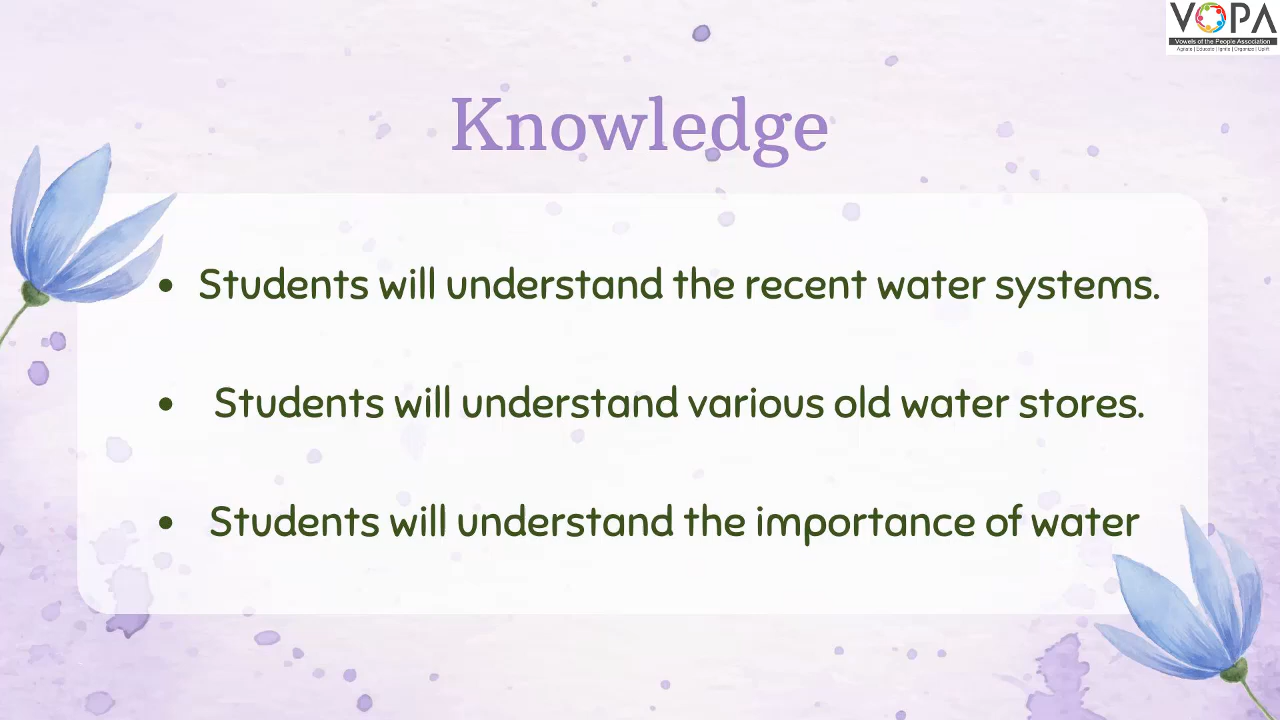 VOPA
Vowels of the People Association
Knowledge
• Students will understand the recent water systems.
• Students will understand various old water stores.
• Students will understand the importance of water